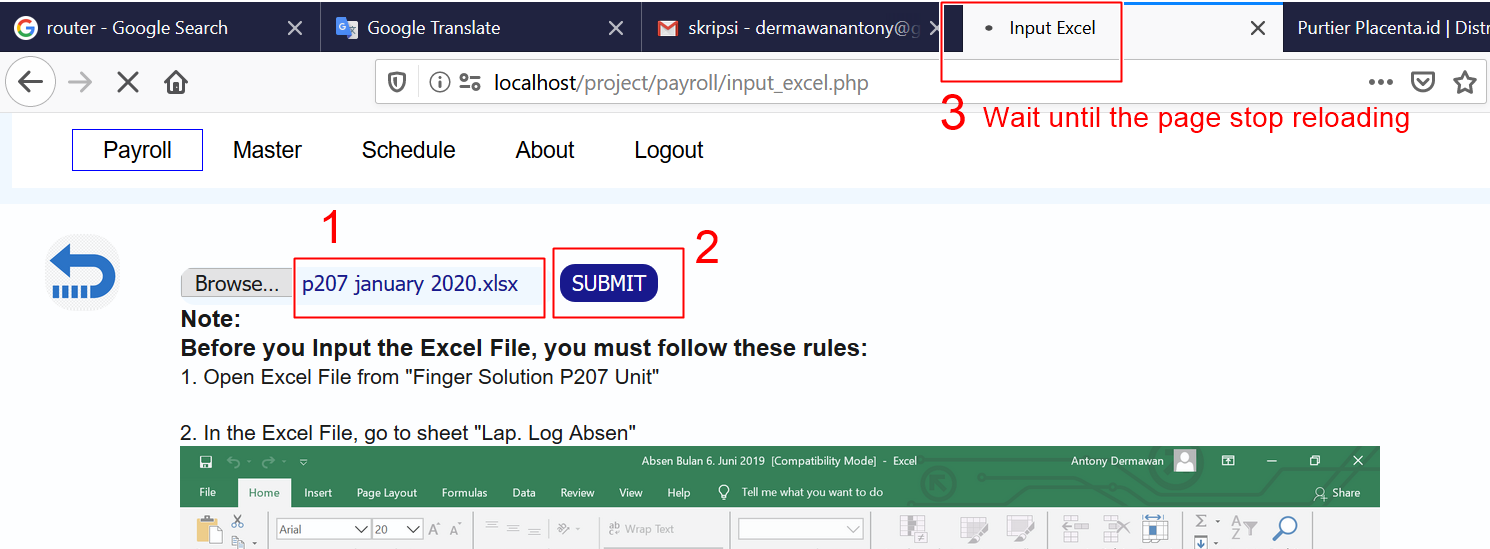 router - Google Search
Google Translate
skripsi - dermawanantony@g
Input Excel
Purtier Placenta.id | Distr
localhost/project/payroll/input_excel.php
3 Wait until the page stop reloading
Payroll Master Schedule About Logout
1
2
Browse... p207 january 2020.xlsx SUBMIT
Note:
Before you Input the Excel File, you must follow these rules:
1. Open Excel File from "Finger Solution P207 Unit"
2. In the Excel File, go to sheet "Lap. Log Absen"
Absen Bulan 6. Juni 2019 [Compatibility Mode] - Excel
Antony Dermawan
File Home Insert Page Layout Formulas Data Review View Help Tell me what you want to do Share
Arial 20 A A ab Wrap Text Σ A
Z